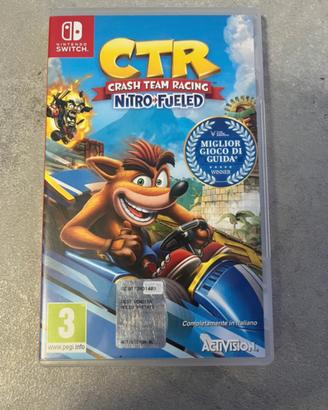 NINTENDO
SWITCH
CTR
CRASH TEAM RACING
NITRO-FUELED
MIGLIOR
GIOCO DI
GUIDA*
WINNER
3
www.pegi.info
Completamente in Italiano
ACTIVISION